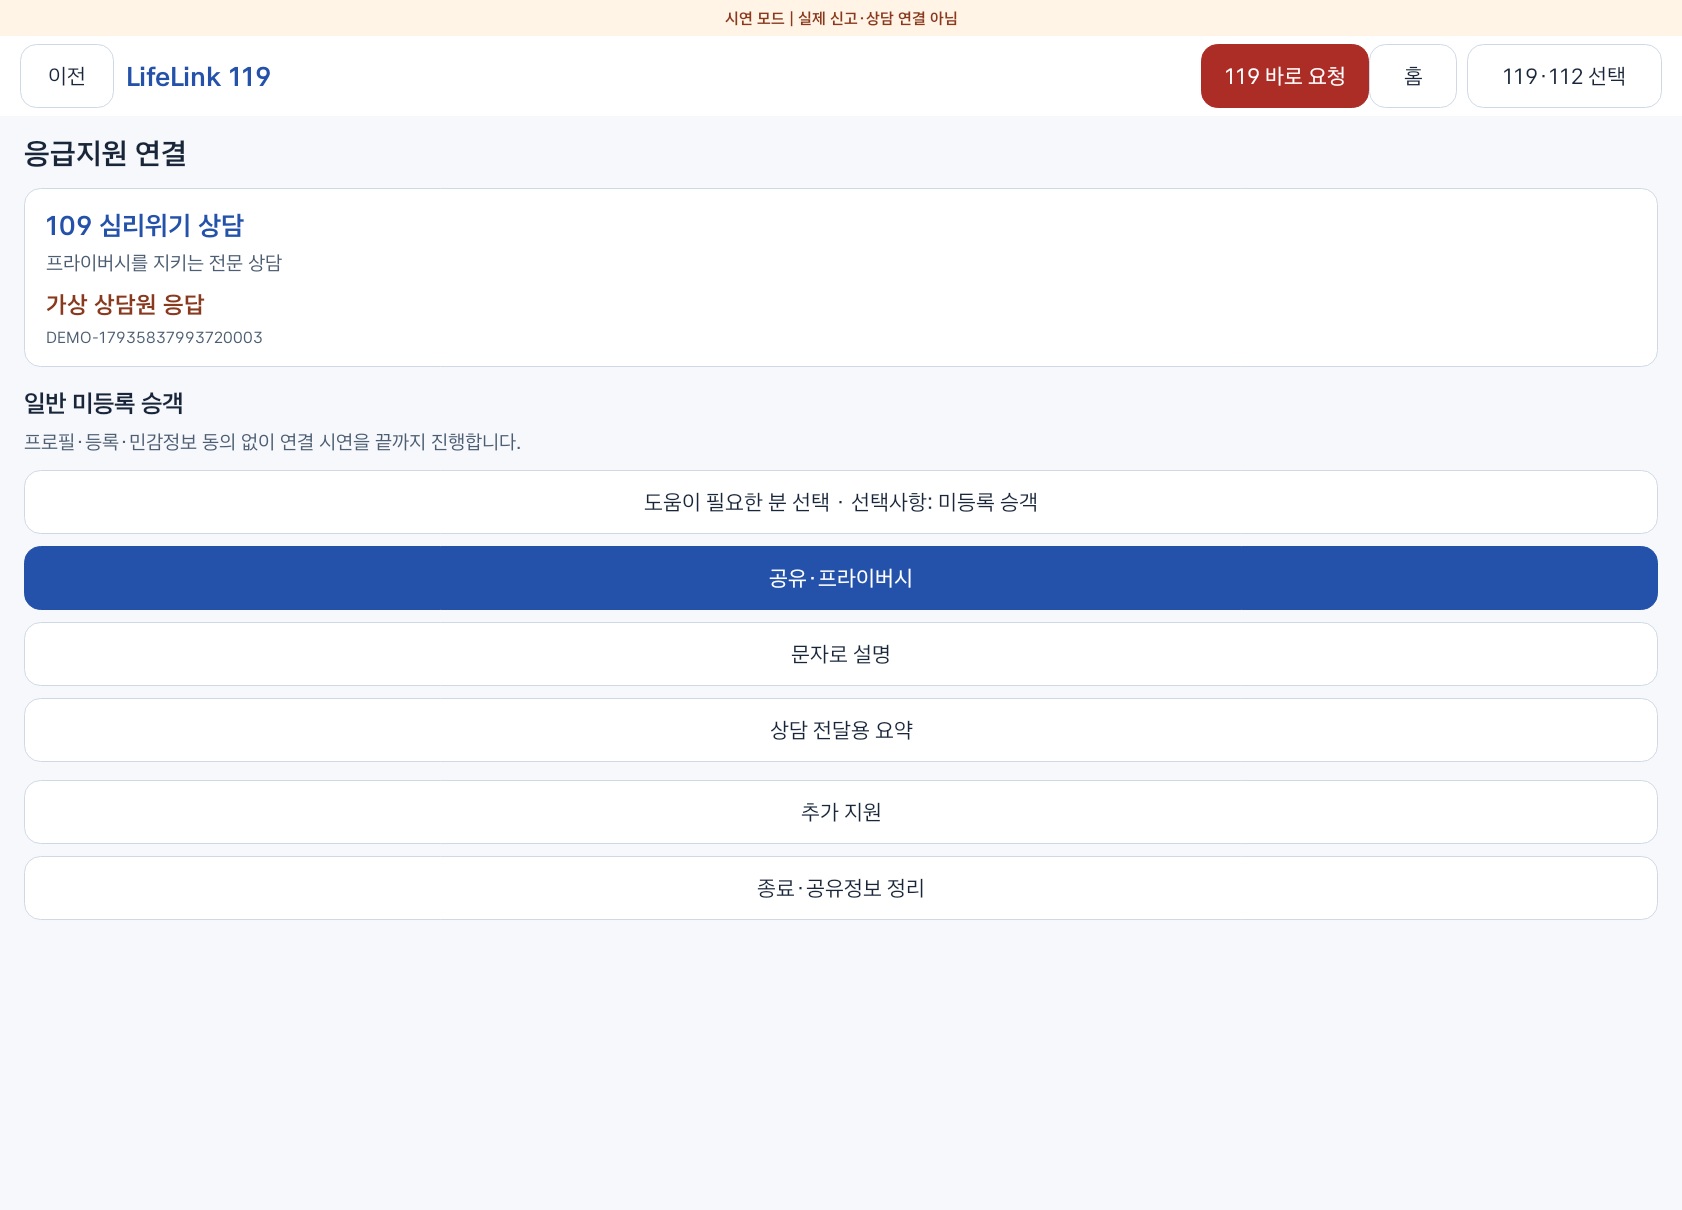 시연 모드 | 실제 신고·상담 연결 아님
이전
LifeLink 119
119 바로 요청
홈
119·112 선택
응급지원 연결
109 심리위기 상담
프라이버시를 지키는 전문 상담
가상 상담원 응답
DEMO-17935837993720003
일반 미등록 승객
프로필·등록·민감정보 동의 없이 연결 시연을 끝까지 진행합니다.
도움이 필요한 분 선택 · 선택사항: 미등록 승객
공유·프라이버시
문자로 설명
상담 전달용 요약
추가 지원
종료·공유정보 정리